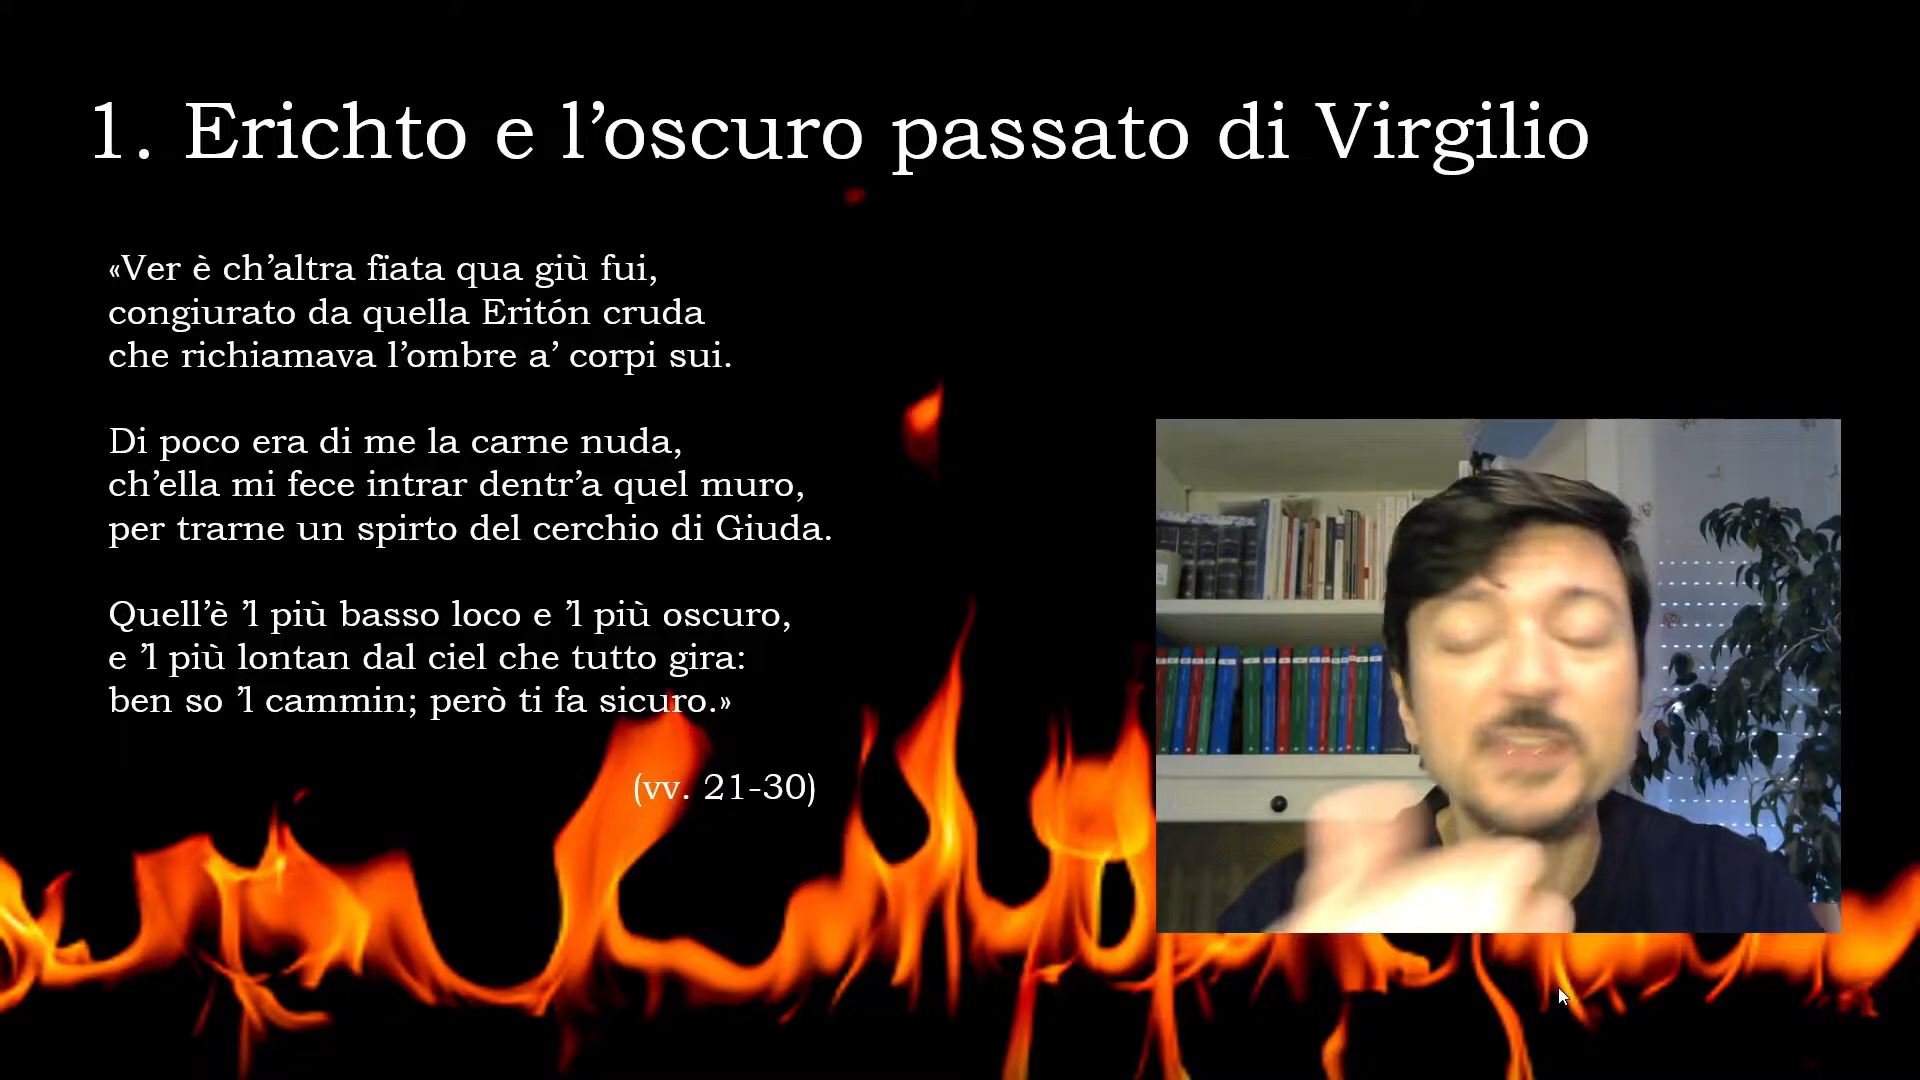 1. Erichto e l’oscuro passato di Virgilio
«Ver è ch’altra fiata qua giù fui,
congiurato da quella Eritón cruda
che richiamava l’ombre a’ corpi sui.
Di poco era di me la carne nuda,
ch’ella mi fece intrar dentr’a quel muro,
per trarne un spirto del cerchio di Giuda.
Quell’è ’l più basso loco e ’l più oscuro,
e ’l più lontan dal ciel che tutto gira:
ben so ’l cammin; però ti fa sicuro.»
(vv. 21-30)